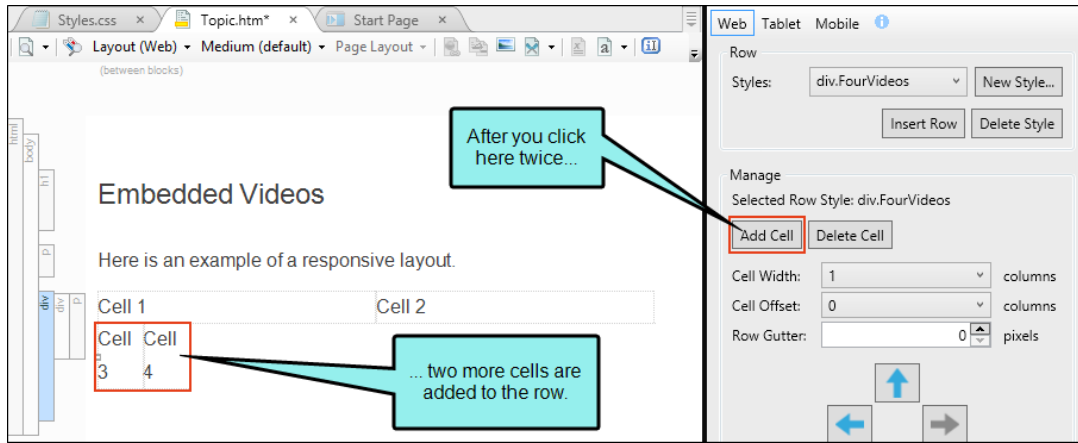 Styles.css ×
Topic.htm* ×
Start Page ×
Layout (Web) Medium (default) Page Layout
a
(between blocks)
html
body
h1
Embedded Videos
p
Here is an example of a responsive layout.
div
div
p
Cell 1 Cell 2
Cell Cell
3 4
After you click
here twice...
... two more cells are
added to the row.
Web Tablet Mobile
Row
Styles: div.FourVideos New Style...
Insert Row Delete Style
Manage
Selected Row Style: div.FourVideos
Add Cell Delete Cell
Cell Width: 1 columns
Cell Offset: 0 columns
Row Gutter: 0 pixels